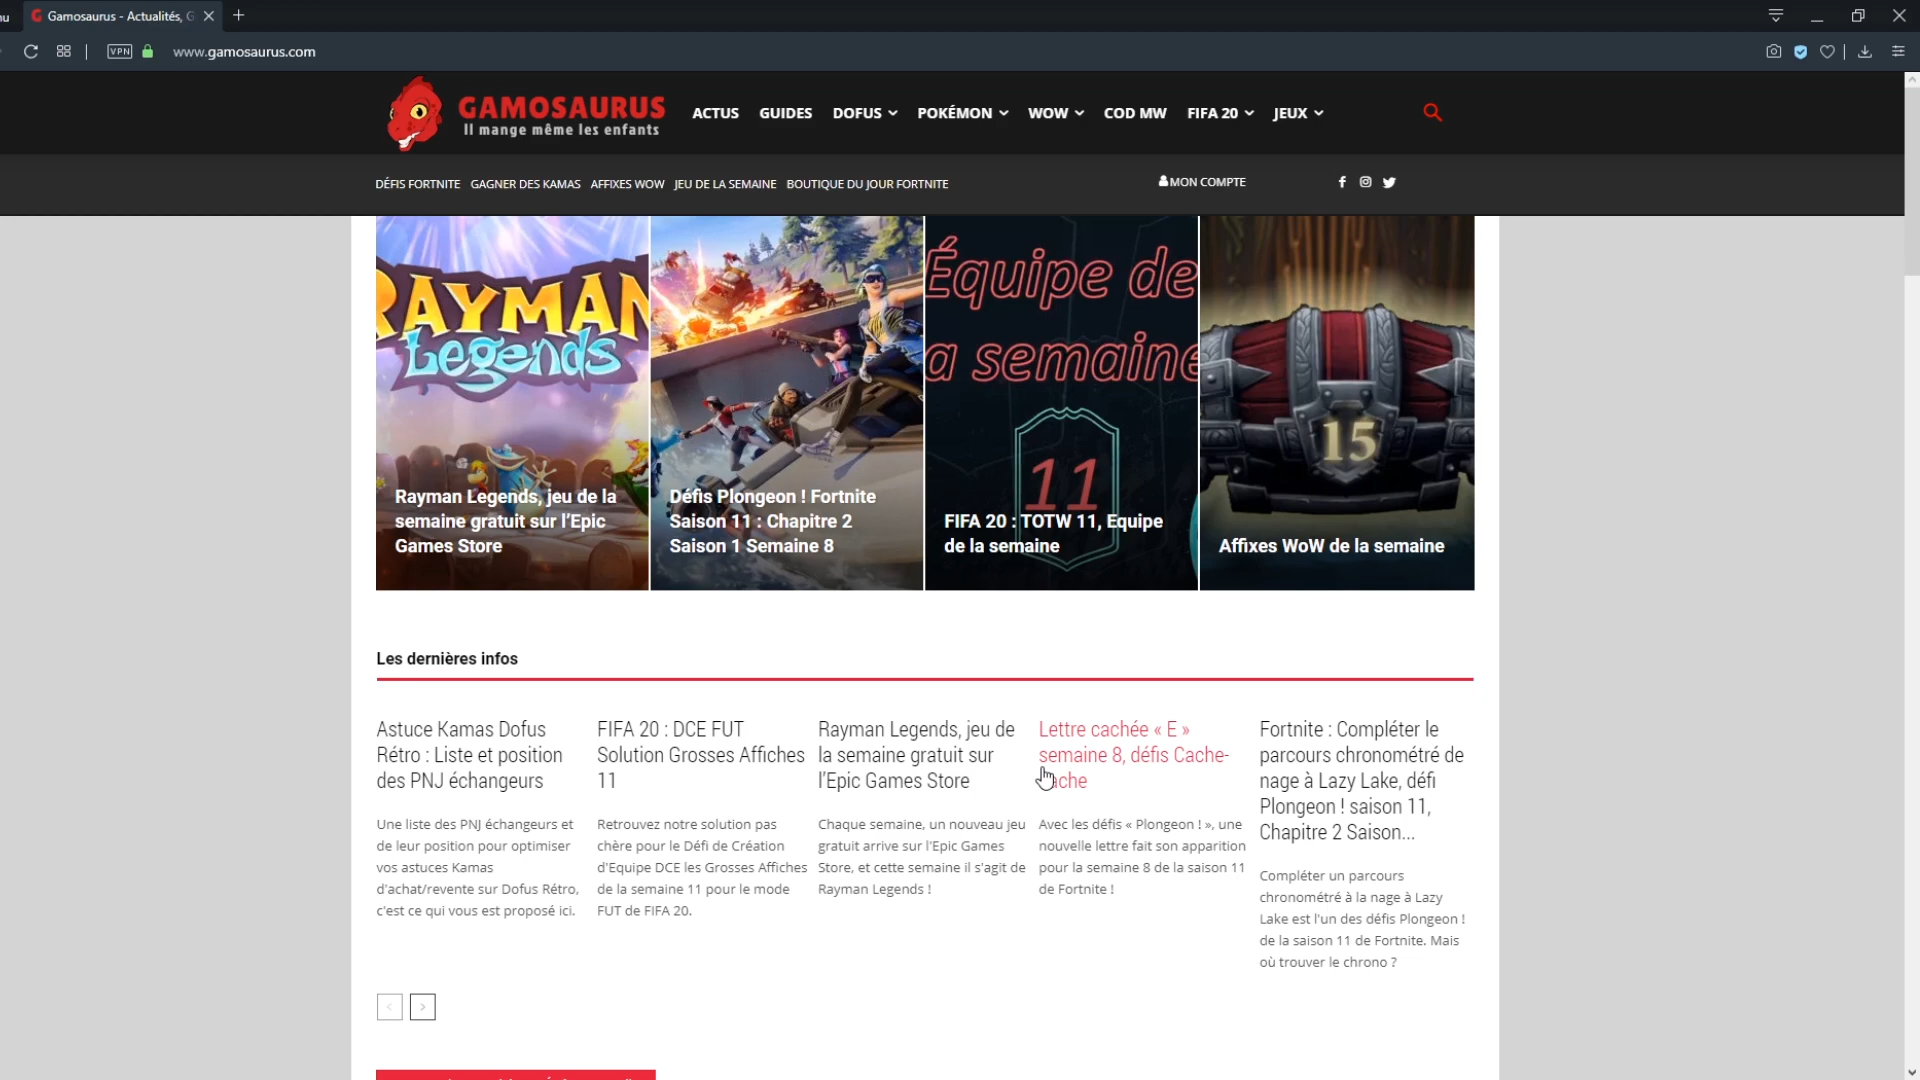 Gamosaurus - Actualités, G
VPN
www.gamosaurus.com
GAMOSAURUS
Il mange même les enfants
ACTUS GUIDES DOFUS POKÉMON WOW COD MW FIFA 20 JEUX
DÉFIS FORTNITE GAGNER DES KAMAS AFFIXES WOW JEU DE LA SEMAINE BOUTIQUE DU JOUR FORTNITE
MON COMPTE
RAYMAN
Legends
Rayman Legends, jeu de la
semaine gratuit sur l'Epic
Games Store
Défis Plongeon ! Fortnite
Saison 11 : Chapitre 2
Saison 1 Semaine 8
Équipe de
a semaine
11
FIFA 20 : TOTW 11, Equipe
de la semaine
15
Affixes WoW de la semaine
Les dernières infos
Astuce Kamas Dofus
Rétro : Liste et position
des PNJ échangeurs
Une liste des PNJ échangeurs et
de leur position pour optimiser
vos astuces Kamas
d'achat/revente sur Dofus Rétro,
c'est ce qui vous est proposé ici.
FIFA 20 : DCE FUT
Solution Grosses Affiches
11
Retrouvez notre solution pas
chère pour le Défi de Création
d'Equipe DCE les Grosses Affiches
de la semaine 11 pour le mode
FUT de FIFA 20.
Rayman Legends, jeu de
la semaine gratuit sur
l'Epic Games Store
Chaque semaine, un nouveau jeu
gratuit arrive sur l'Epic Games
Store, et cette semaine il s'agit de
Rayman Legends !
Lettre cachée « E »
semaine 8, défis Cache-
ache
Avec les défis « Plongeon ! », une
nouvelle lettre fait son apparition
pour la semaine 8 de la saison 11
de Fortnite !
Fortnite : Compléter le
parcours chronométré de
nage à Lazy Lake, défi
Plongeon ! saison 11,
Chapitre 2 Saison...
Compléter un parcours
chronométré à la nage à Lazy
Lake est l'un des défis Plongeon !
de la saison 11 de Fortnite. Mais
où trouver le chrono ?